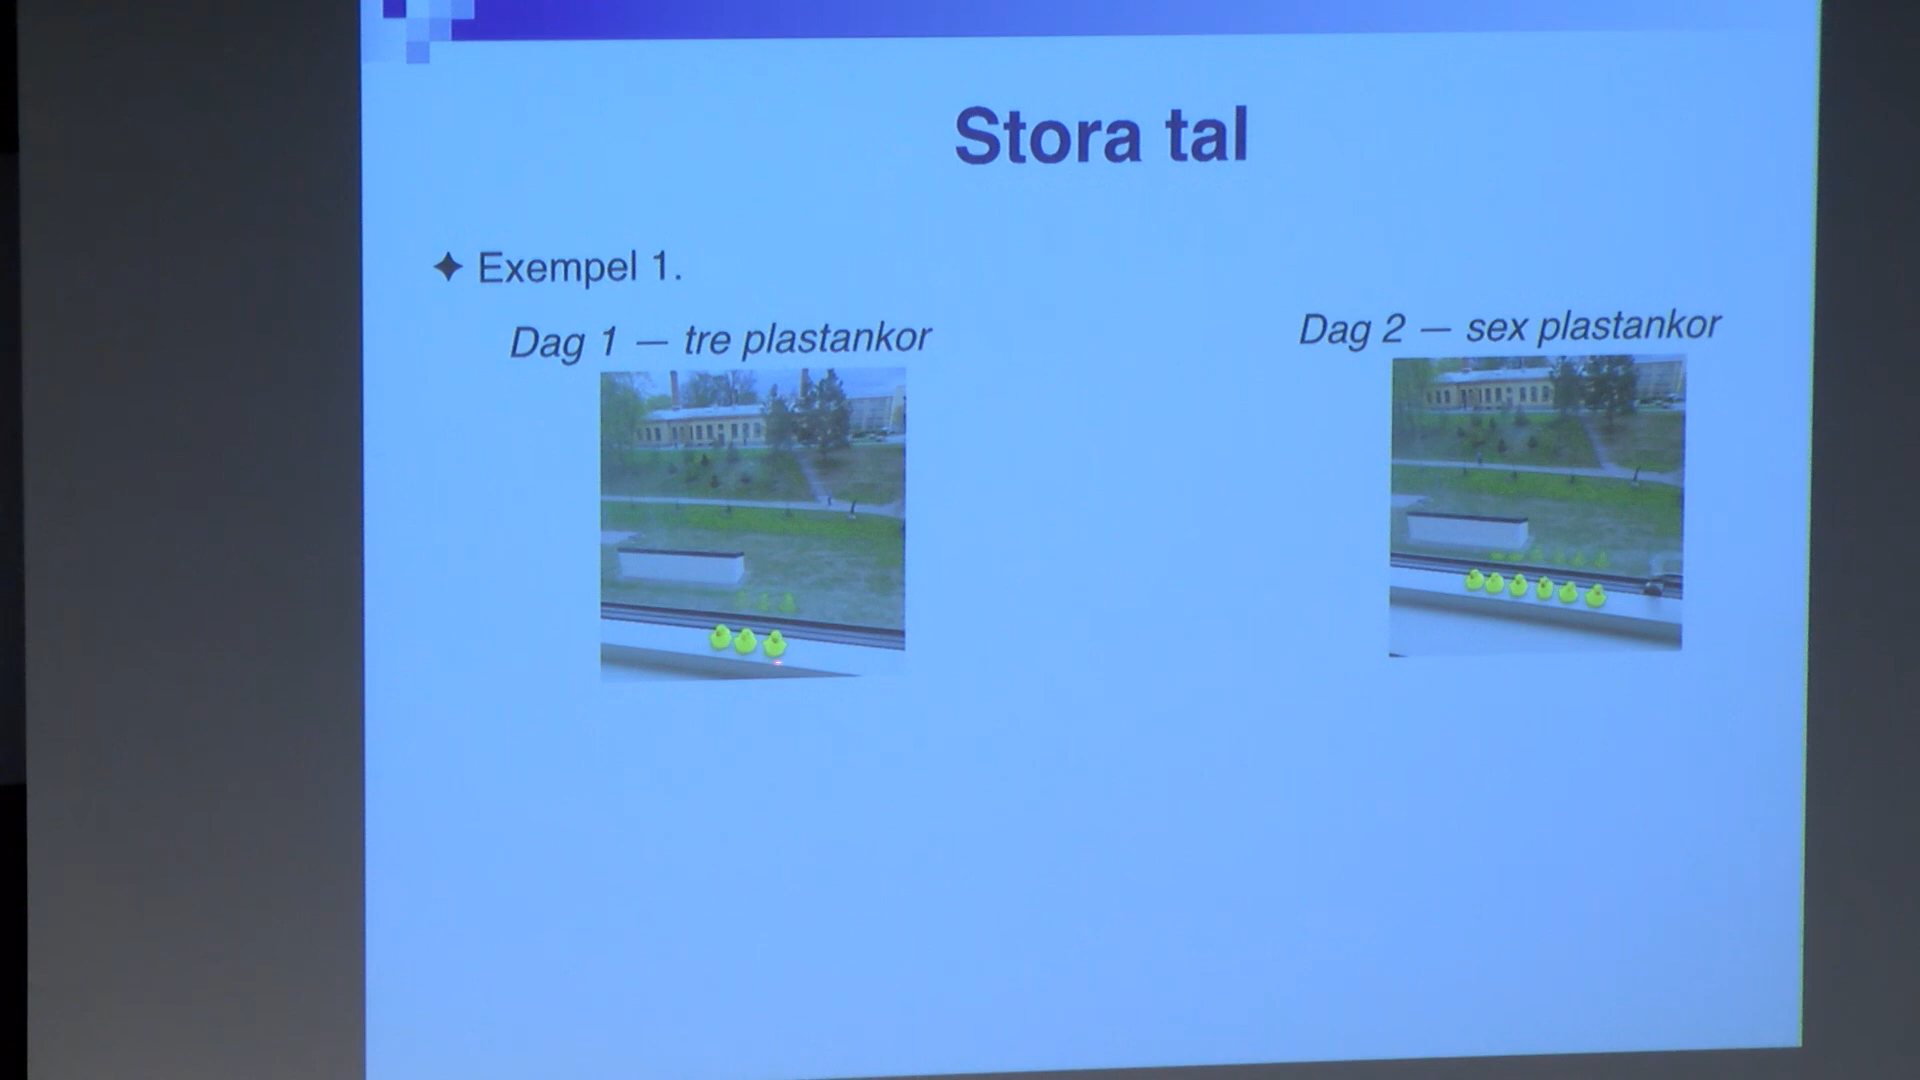 Stora tal
✦ Exempel 1.
Dag 1 — tre plastankor
Dag 2 — sex plastankor